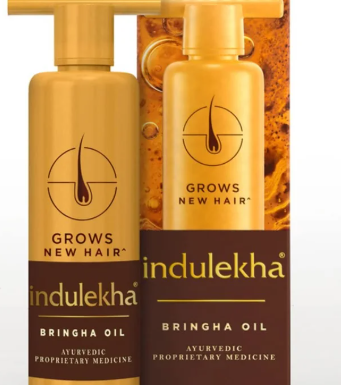 GROWS
NEW HAIR^
indulekha®
BRINGHA OIL
AYURVEDIC
PROPRIETARY MEDICINE
GROWS
NEW HAIR^
indulekha®
BRINGHA OIL
AYURVEDIC
PROPRIETARY MEDICINE